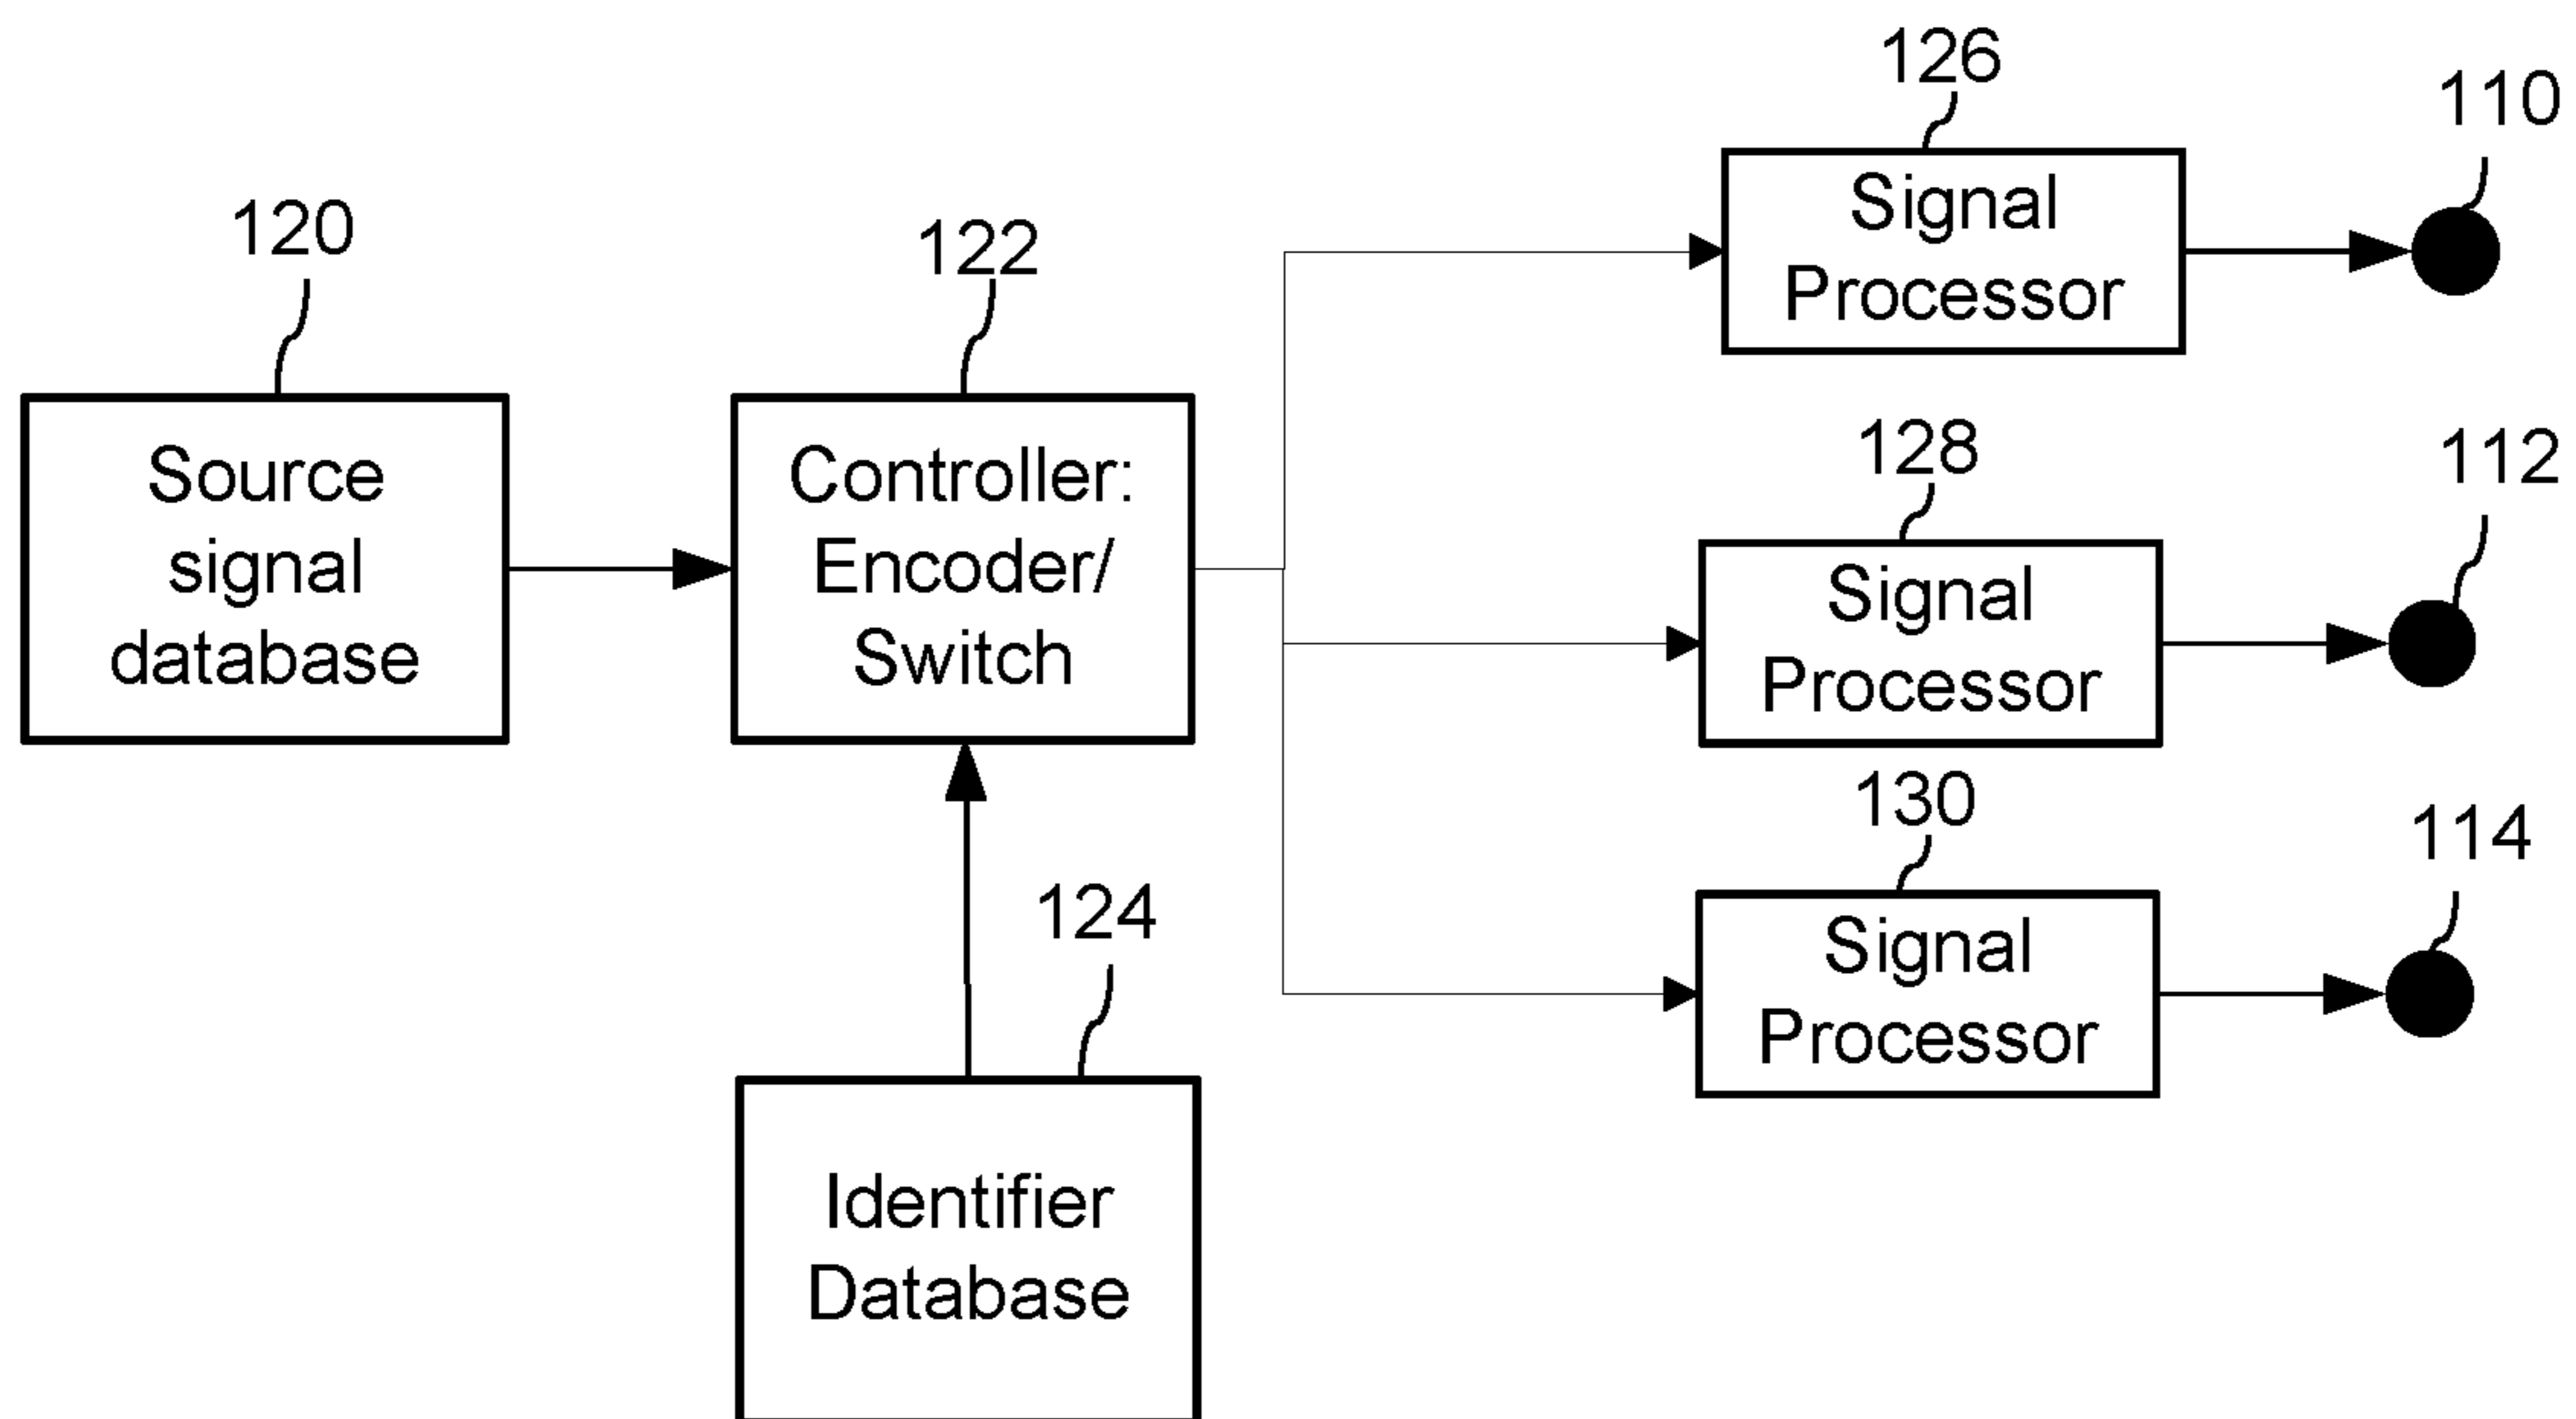 126
110
Signal
Processor
120
122
Source
signal
database
Controller:
Encoder/
Switch
128
112
Signal
Processor
130
114
Signal
Processor
124
Identifier
Database